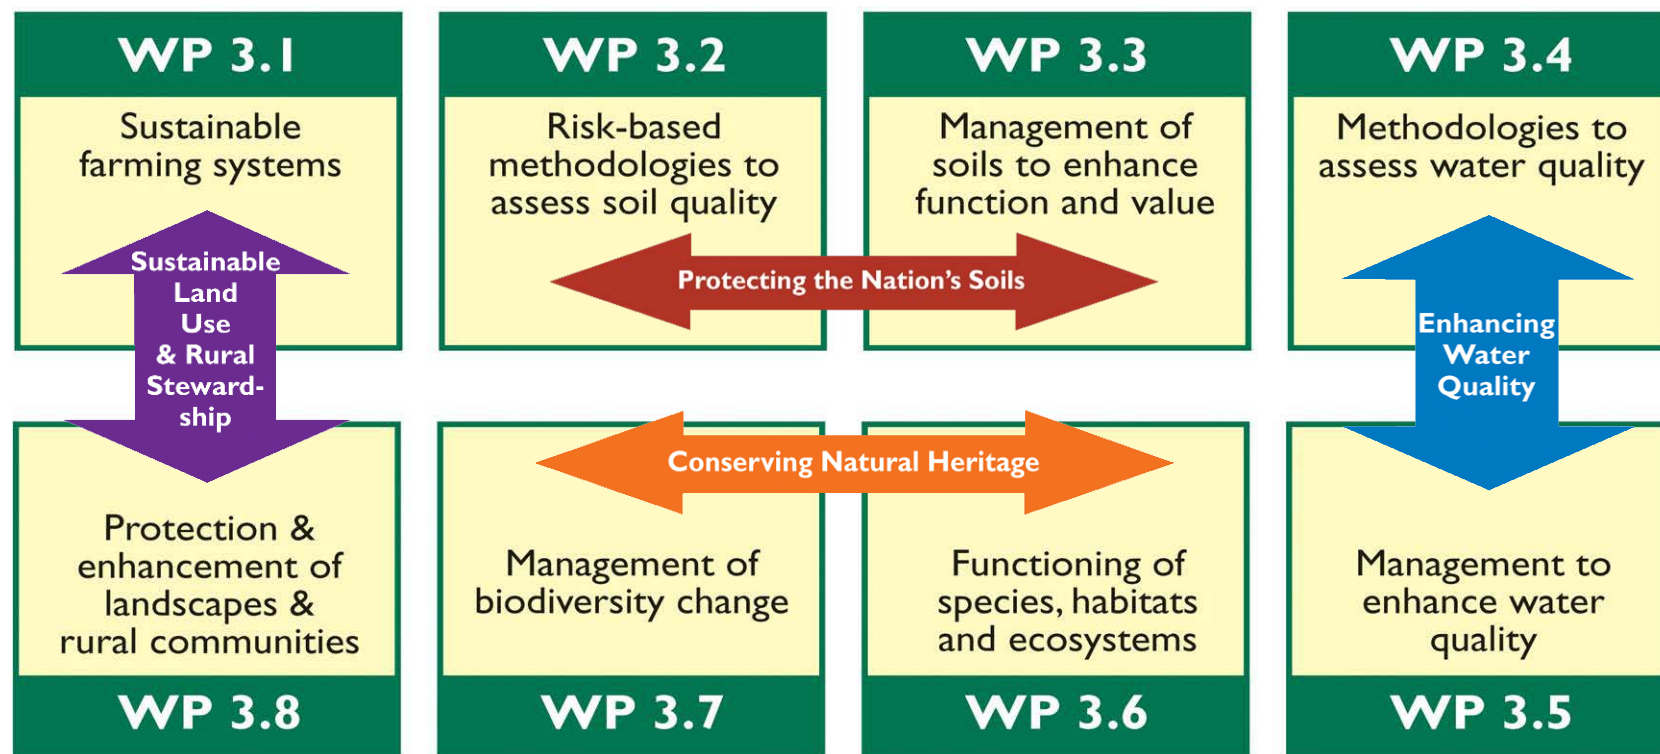 WP 3.1
Sustainable
farming systems
WP 3.2
Risk-based
methodologies to
assess soil quality
WP 3.3
Management of
soils to enhance
function and value
WP 3.4
Methodologies to
assess water quality
Sustainable
Land
Use
& Rural
Steward-
ship
Protecting the Nation's Soils
Enhancing
Water
Quality
Conserving Natural Heritage
Protection &
enhancement of
landscapes &
rural communities
WP 3.8
Management of
biodiversity change
WP 3.7
Functioning of
species, habitats
and ecosystems
WP 3.6
Management to
enhance water
quality
WP 3.5